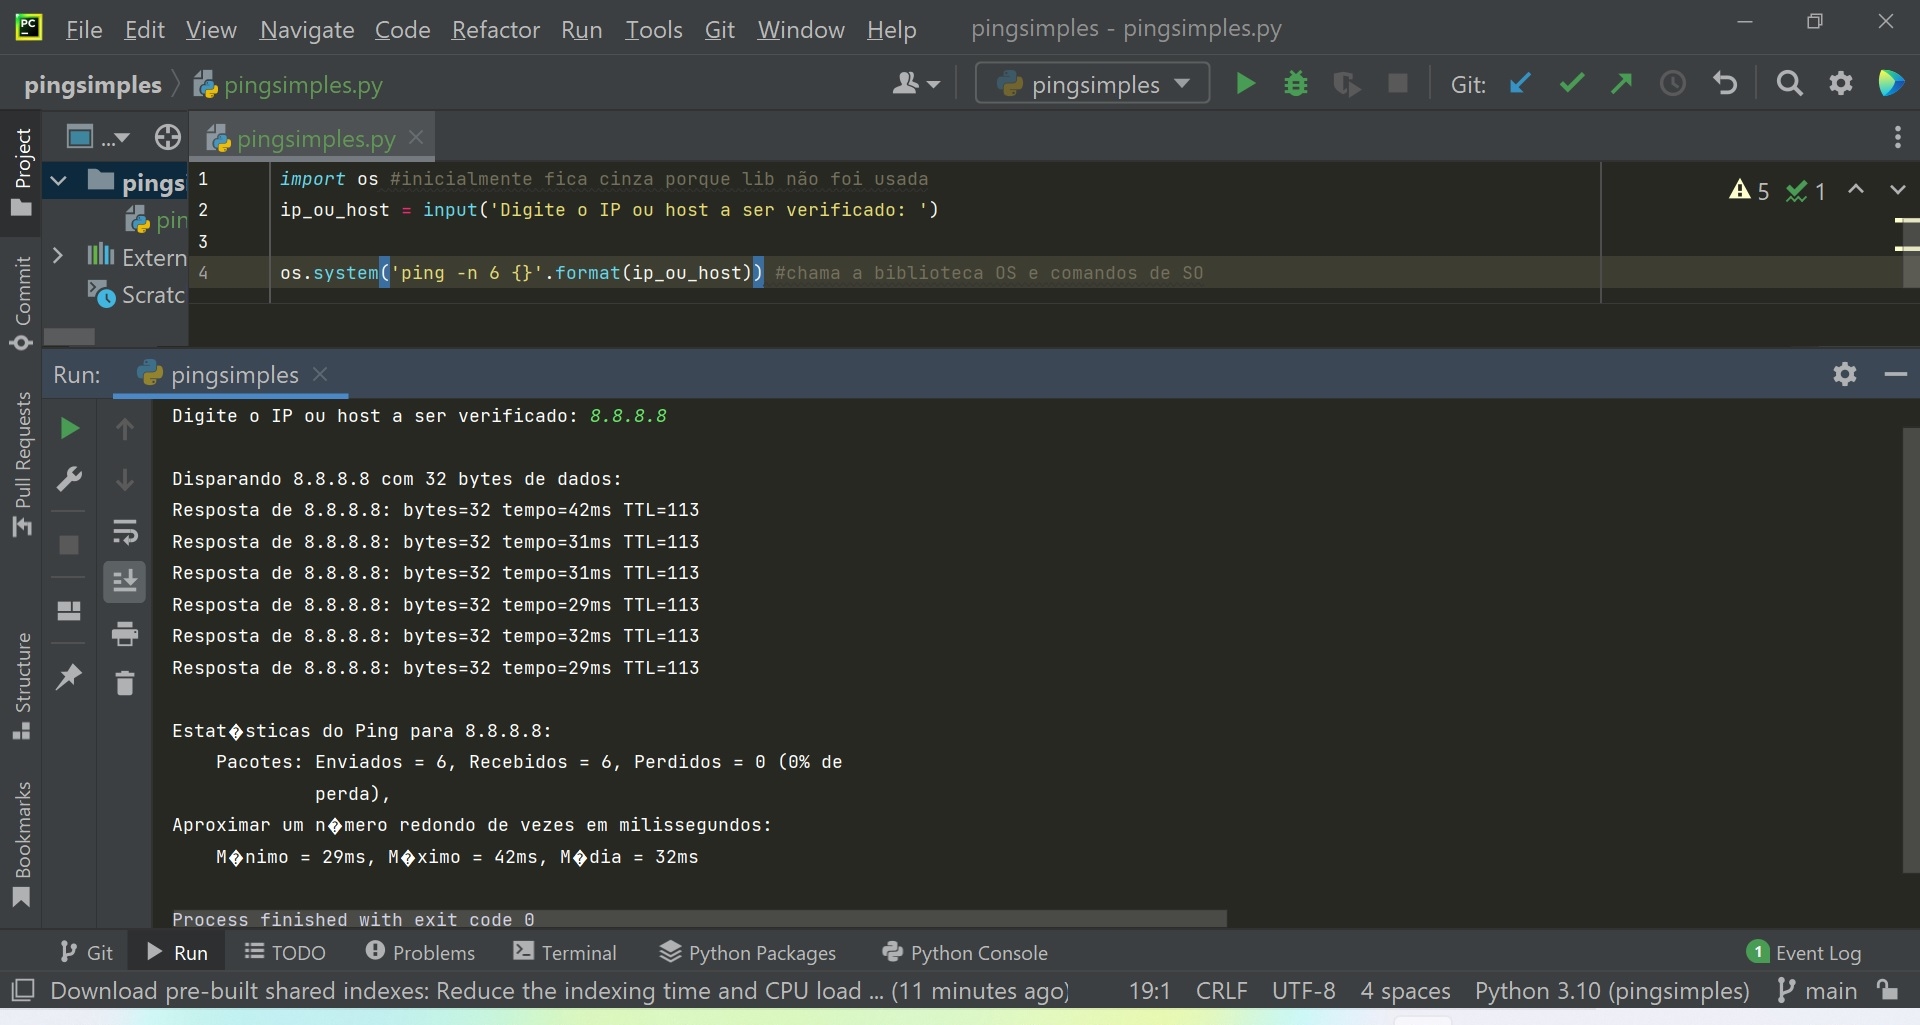 PC
File Edit View Navigate Code Refactor Run Tools Git Window Help pingsimples - pingsimples.py
pingsimples pingsimples.py pingsimples Git:
Project
... pingsimples.py
pings 1 import os #inicialmente fica cinza porque lib não foi usada 5 1
pin 2 ip_ou_host = input('Digite o IP ou host a ser verificado: ')
3
Extern 4 os.system('ping -n 6 {}'.format(ip_ou_host)) #chama a biblioteca OS e comandos de SO
Scratc
Commit
Run: pingsimples
Pull Requests
Digite o IP ou host a ser verificado: 8.8.8.8
Disparando 8.8.8.8 com 32 bytes de dados:
Resposta de 8.8.8.8: bytes=32 tempo=42ms TTL=113
Resposta de 8.8.8.8: bytes=32 tempo=31ms TTL=113
Resposta de 8.8.8.8: bytes=32 tempo=31ms TTL=113
Resposta de 8.8.8.8: bytes=32 tempo=29ms TTL=113
Resposta de 8.8.8.8: bytes=32 tempo=32ms TTL=113
Resposta de 8.8.8.8: bytes=32 tempo=29ms TTL=113
Structure
Estat�sticas do Ping para 8.8.8.8:
Pacotes: Enviados = 6, Recebidos = 6, Perdidos = 0 (0% de
perda),
Aproximar um n�mero redondo de vezes em milissegundos:
M�nimo = 29ms, M�ximo = 42ms, M�dia = 32ms
Bookmarks
Process finished with exit code 0
Git Run TODO Problems Terminal Python Packages Python Console 1 Event Log
Download pre-built shared indexes: Reduce the indexing time and CPU load ... (11 minutes ago) 19:1 CRLF UTF-8 4 spaces Python 3.10 (pingsimples) main